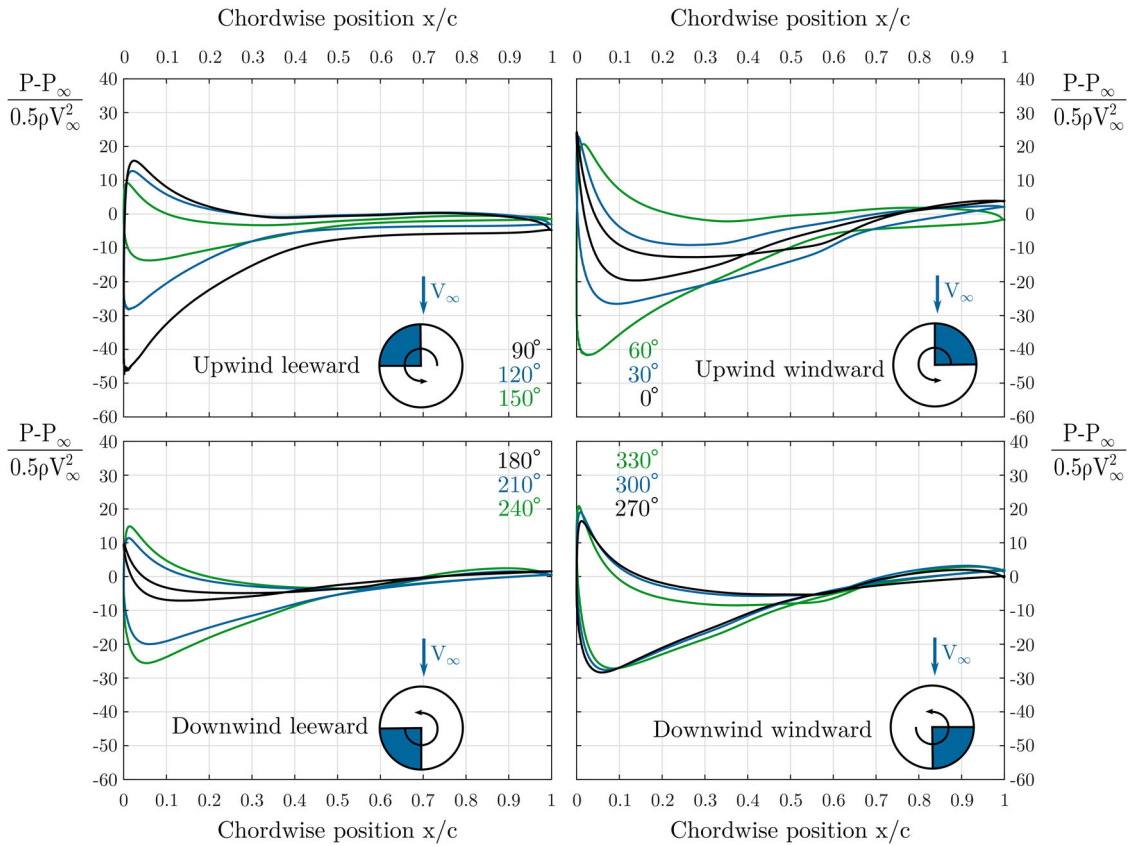 Chordwise position x/c Chordwise position x/c
0 0.1 0.2 0.3 0.4 0.5 0.6 0.7 0.8 0.9 1 0 0.1 0.2 0.3 0.4 0.5 0.6 0.7 0.8 0.9 1
P-P∞
0.5ρV∞²
40
30
20
10
0
-10
-20
-30
-40
-50
-60
V∞
Upwind leeward
90°
120°
150°
P-P∞
0.5ρV∞²
40
30
20
10
0
-10
-20
-30
-40
-50
-60
V∞
60°
30°
0°
Upwind windward
P-P∞
0.5ρV∞²
40
30
20
10
0
-10
-20
-30
-40
-50
-60
180°
210°
240°
V∞
Downwind leeward
P-P∞
0.5ρV∞²
40
30
20
10
0
-10
-20
-30
-40
-50
-60
330°
300°
270°
V∞
Downwind windward
0 0.1 0.2 0.3 0.4 0.5 0.6 0.7 0.8 0.9 1 0 0.1 0.2 0.3 0.4 0.5 0.6 0.7 0.8 0.9 1
Chordwise position x/c Chordwise position x/c